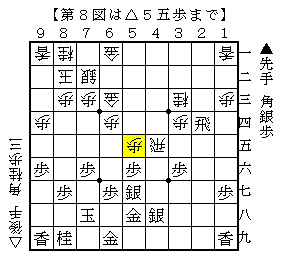 【第８図は△５五歩まで】
９ ８ ７ ６ ５ ４ ３ ２ １
香 桂 金 香 一
玉 銀 二
歩 歩 金 桂 歩 三
歩 歩 歩 飛 四
歩 飛 五
歩 歩 歩 歩 六
歩 歩 銀 歩 七
玉 金 銀 八
香 桂 金 香 九
▲先手 角銀歩
△後手 角桂歩三